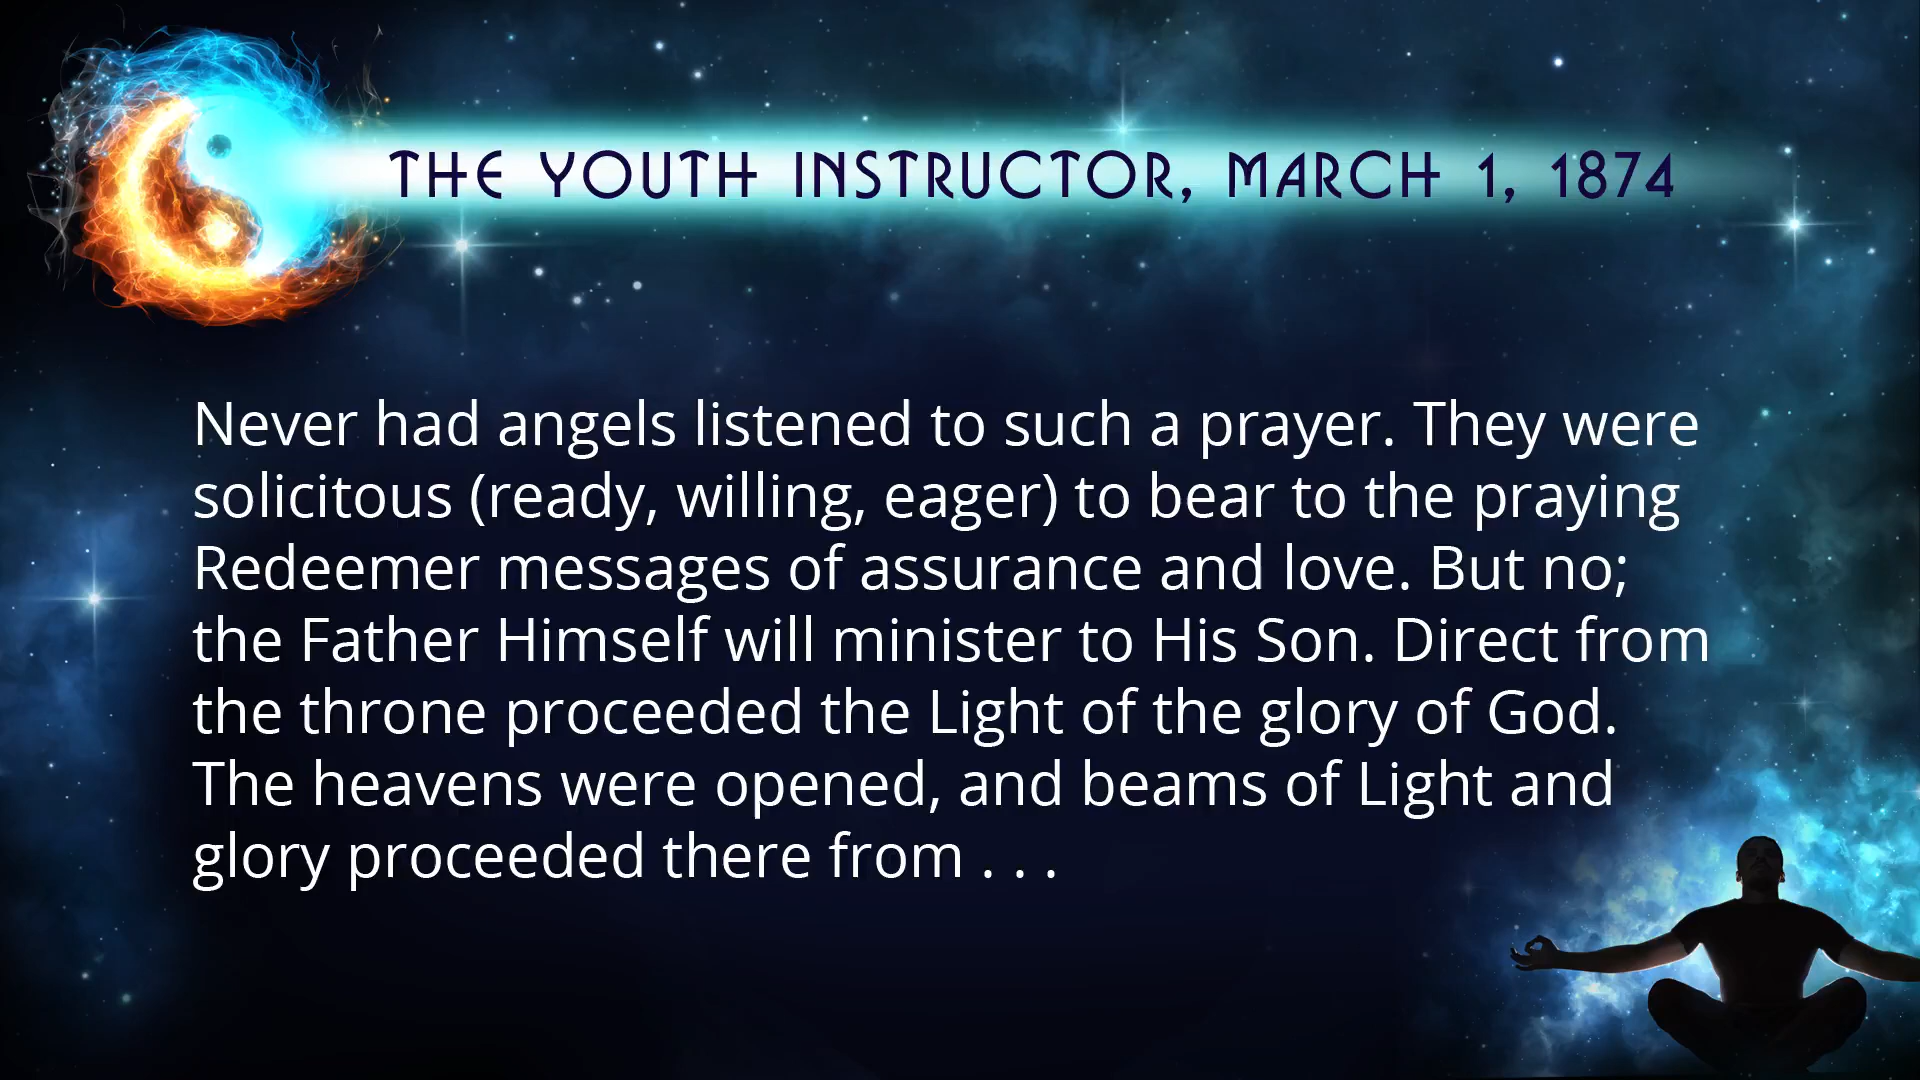 THE YOUTH INSTRUCTOR, MARCH 1, 1874
Never had angels listened to such a prayer. They were
solicitous (ready, willing, eager) to bear to the praying
Redeemer messages of assurance and love. But no;
the Father Himself will minister to His Son. Direct from
the throne proceeded the Light of the glory of God.
The heavens were opened, and beams of Light and
glory proceeded there from . . .